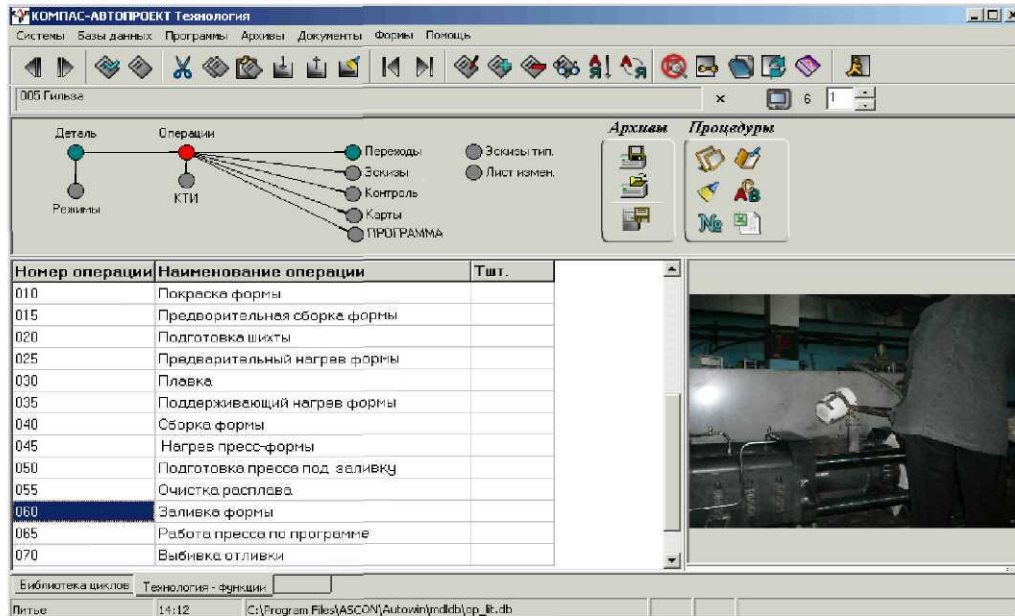 КОМПАС-АВТОПРОЕКТ Технология
Системы Базы данных Программы Архивы Документы Формы Помощь
005 Гильза
6 1
Деталь Операции
Режимы КТИ
Переходы Эскизы тип.
Эскизы Лист измен.
Контроль
Карты
ПРОГРАММА
Архивы Процедуры
Номер операции Наименование операции Тшт.
010 Покраска формы
015 Предворительная сборка формы
020 Подготовка шихты
025 Предварительный нагрев формы
030 Плавка
035 Поддерживающий нагрев формы
040 Сборка формы
045 Нагрев пресс-формы
050 Подготовка пресса под заливку
055 Очистка расплава
060 Заливка формы
065 Работа пресса по программе
070 Выбивка отливки
Библиотека циклов Технология - функции
Литье 14:12 C:\Program Files\ASCON\Autowin\mdldb\op_lit.db